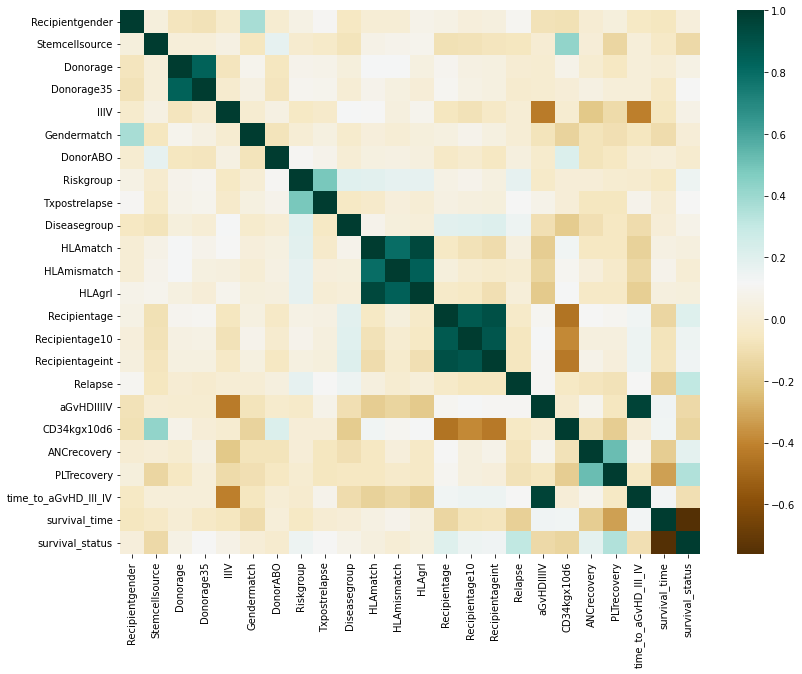 Recipientgender
Stemcellsource
Donorage
Donorage35
IIIV
Gendermatch
DonorABO
Riskgroup
Txpostrelapse
Diseasegroup
HLAmatch
HLAmismatch
HLAgrI
Recipientage
Recipientage10
Recipientageint
Relapse
aGvHDIIIIV
CD34kgx10d6
ANCrecovery
PLTrecovery
time_to_aGvHD_III_IV
survival_time
survival_status
Recipientgender
Stemcellsource
Donorage
Donorage35
IIIV
Gendermatch
DonorABO
Riskgroup
Txpostrelapse
Diseasegroup
HLAmatch
HLAmismatch
HLAgrI
Recipientage
Recipientage10
Recipientageint
Relapse
aGvHDIIIIV
CD34kgx10d6
ANCrecovery
PLTrecovery
time_to_aGvHD_III_IV
survival_time
survival_status
1.0
0.8
0.6
0.4
0.2
0.0
−0.2
−0.4
−0.6